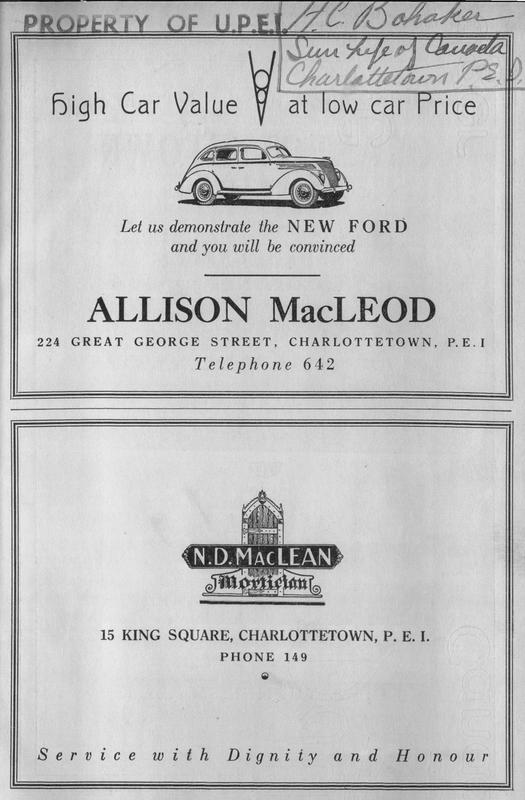 PROPERTY OF U.P.E.I.
H.C. Bohaker
Sun Life of Canada
Charlottetown P.E.I.
High Car Value V8 at low car Price
Let us demonstrate the NEW FORD
and you will be convinced
ALLISON MacLEOD
224 GREAT GEORGE STREET, CHARLOTTETOWN, P.E.I
Telephone 642
N.D. MACLEAN
Mortician
15 KING SQUARE, CHARLOTTETOWN, P. E. I.
PHONE 149
Service with Dignity and Honour